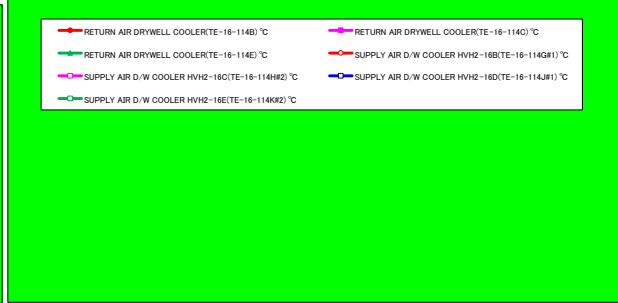 RETURN AIR DRYWELL COOLER(TE-16-114B) ℃ RETURN AIR DRYWELL COOLER(TE-16-114C) ℃
RETURN AIR DRYWELL COOLER(TE-16-114E) ℃ SUPPLY AIR D/W COOLER HVH2-16B(TE-16-114G#1) ℃
SUPPLY AIR D/W COOLER HVH2-16C(TE-16-114H#2) ℃ SUPPLY AIR D/W COOLER HVH2-16D(TE-16-114J#1) ℃
SUPPLY AIR D/W COOLER HVH2-16E(TE-16-114K#2) ℃